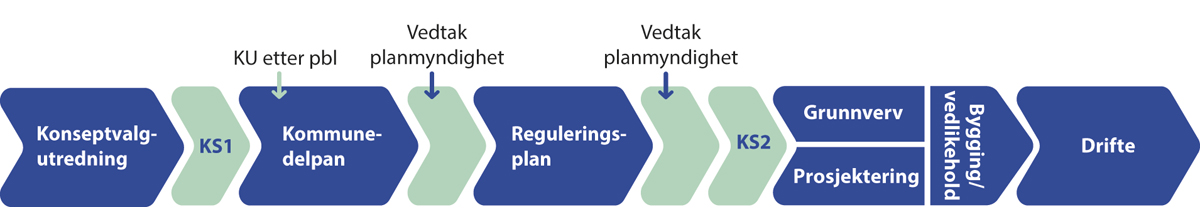 KU etter pbl
Vedtak
planmyndighet
Vedtak
planmyndighet
Konseptvalg-
utredning
KS1
Kommune-
delpan
Regulerings-
plan
KS2
Grunnverv
Prosjektering
Bygging/
vedlikehold
Drifte